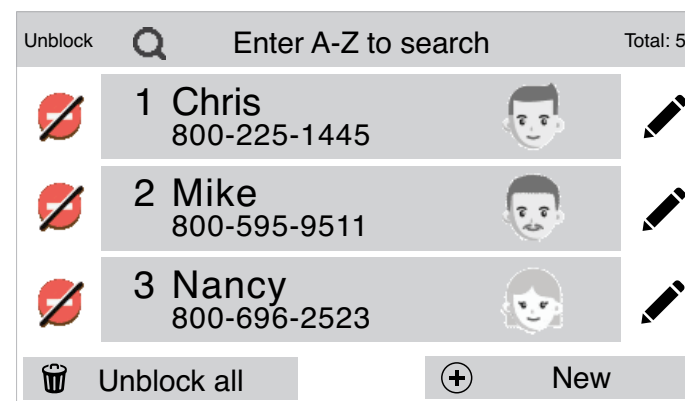 Unblock Enter A-Z to search Total: 5
1 Chris
800-225-1445
2 Mike
800-595-9511
3 Nancy
800-696-2523
Unblock all New